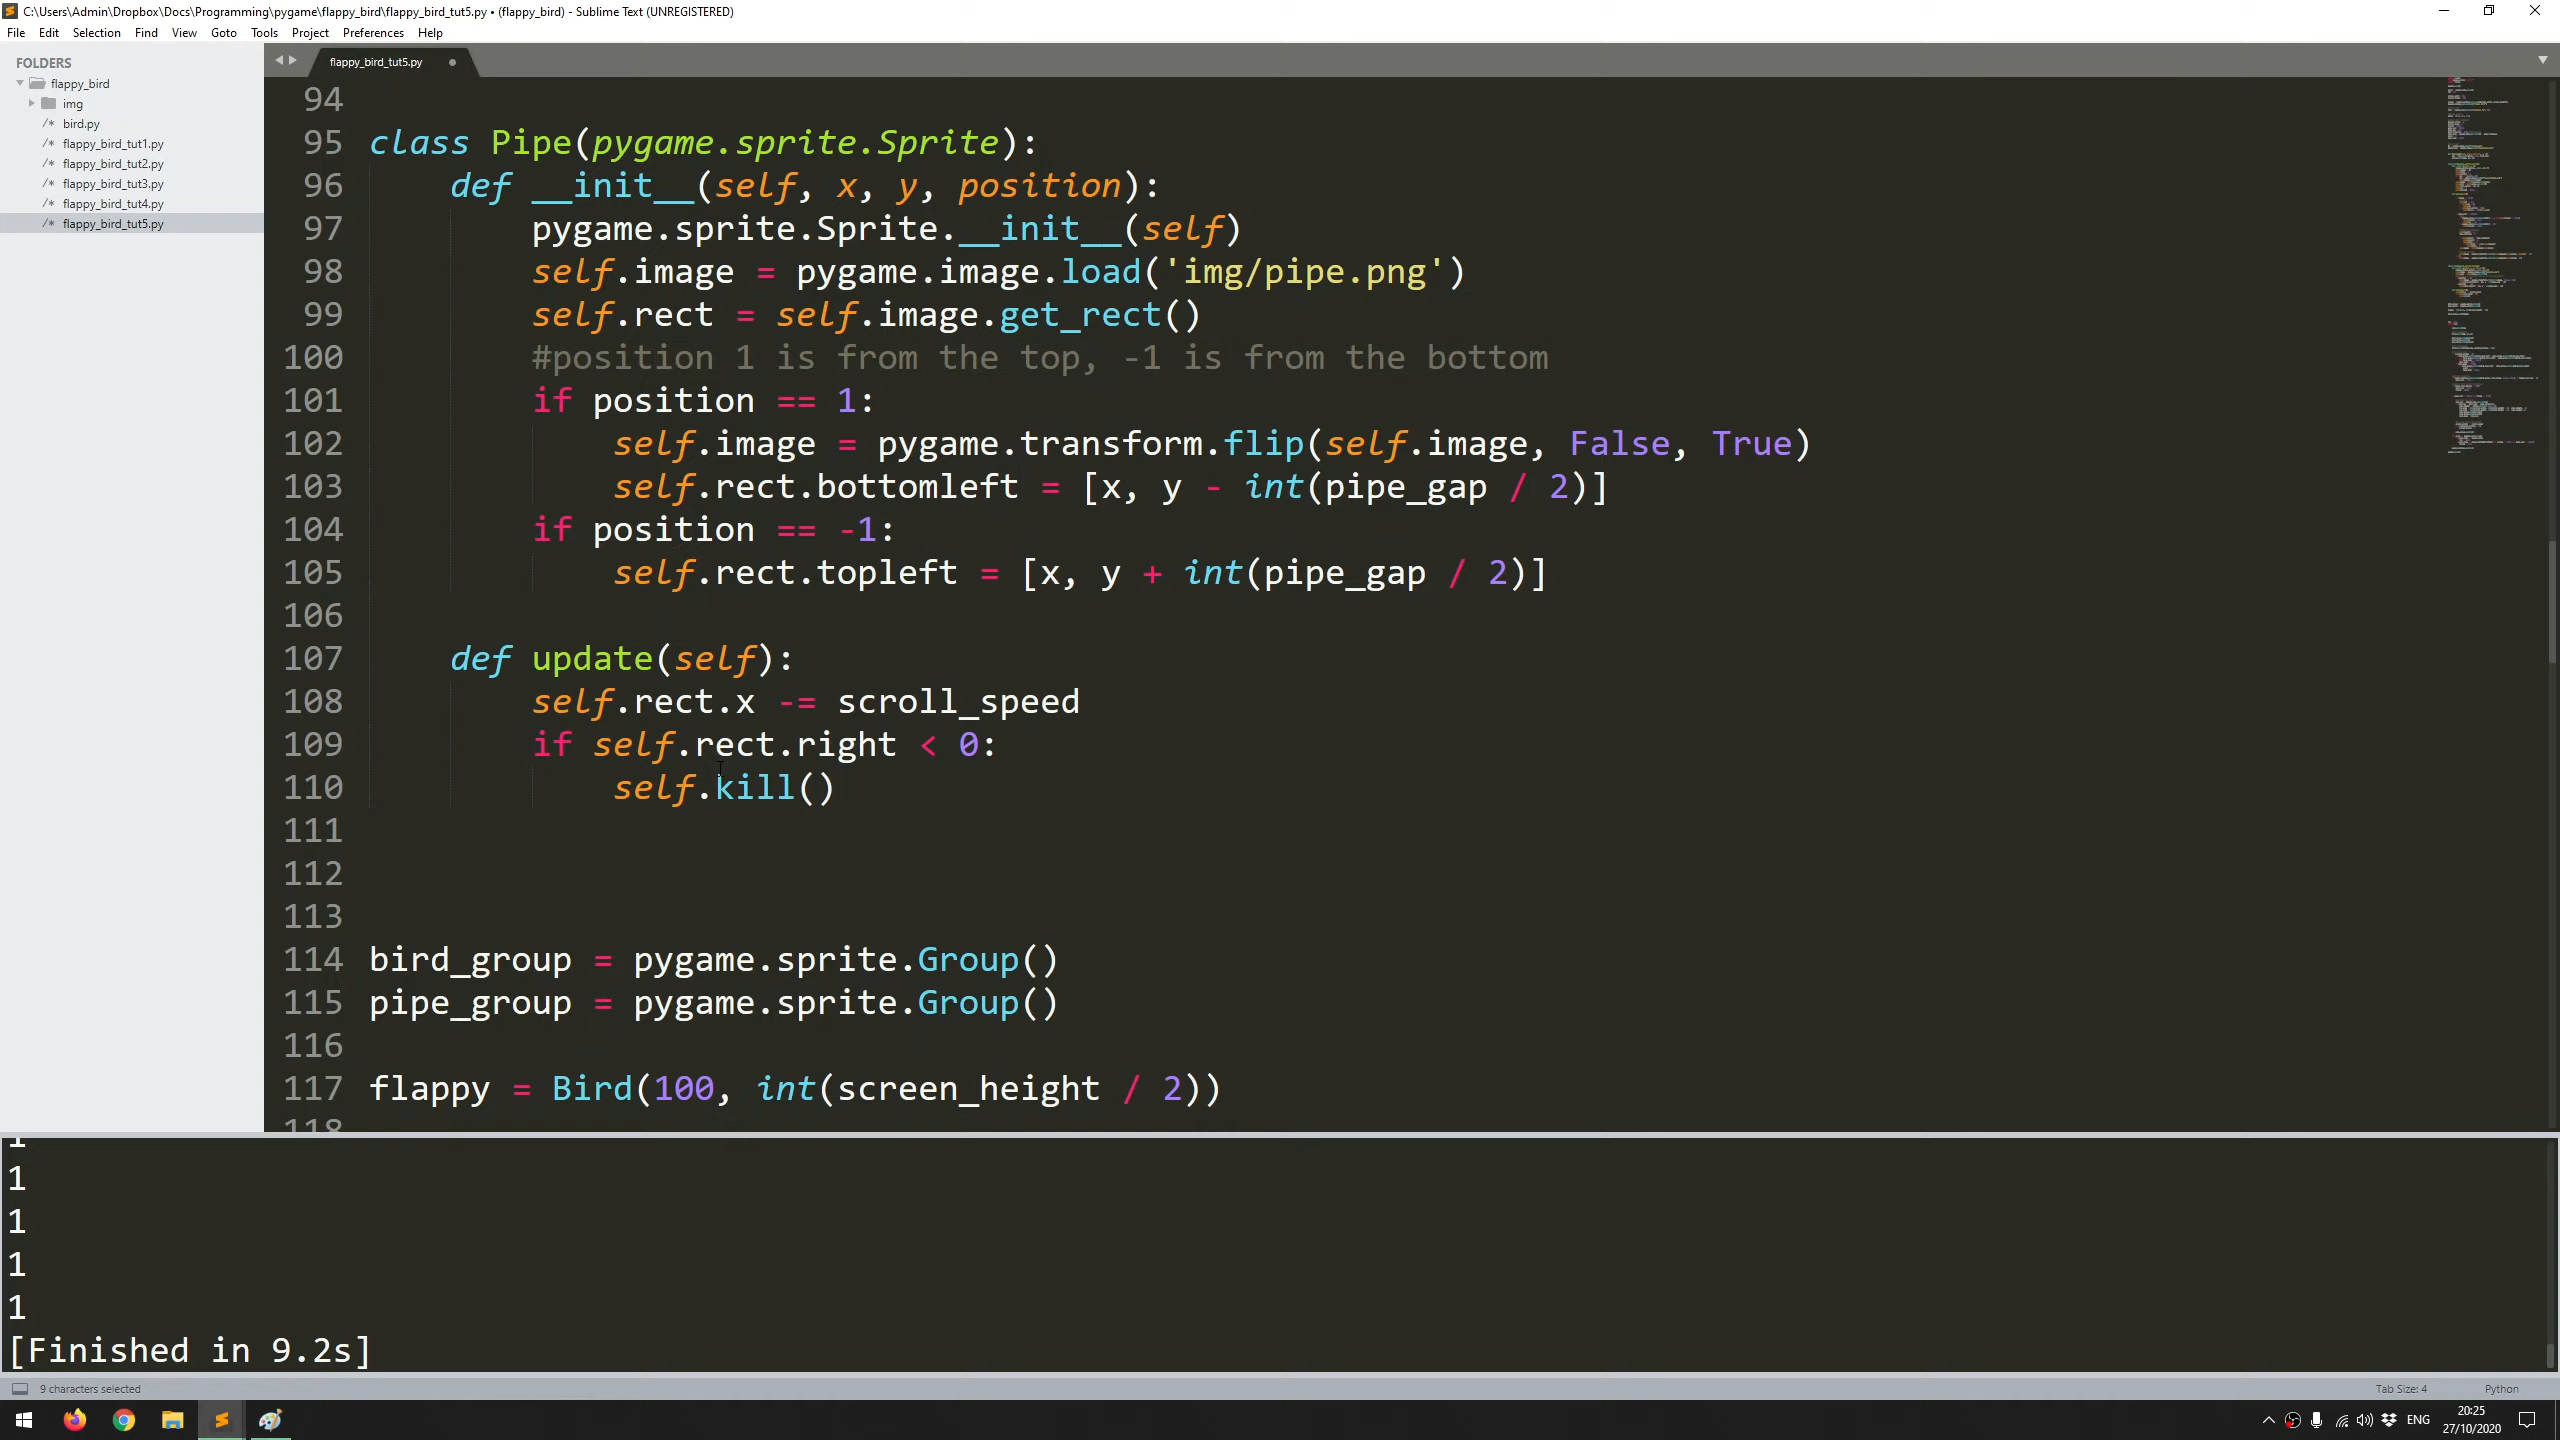 C:\Users\Admin\Dropbox\Docs\Programming\pygame\flappy_bird\flappy_bird_tut5.py • (flappy_bird) - Sublime Text (UNREGISTERED)
File Edit Selection Find View Goto Tools Project Preferences Help
FOLDERS
flappy_bird
img
/* bird.py
/* flappy_bird_tut1.py
/* flappy_bird_tut2.py
/* flappy_bird_tut3.py
/* flappy_bird_tut4.py
/* flappy_bird_tut5.py
flappy_bird_tut5.py
94
95 class Pipe(pygame.sprite.Sprite):
96 def __init__(self, x, y, position):
97 pygame.sprite.Sprite.__init__(self)
98 self.image = pygame.image.load('img/pipe.png')
99 self.rect = self.image.get_rect()
100 #position 1 is from the top, -1 is from the bottom
101 if position == 1:
102 self.image = pygame.transform.flip(self.image, False, True)
103 self.rect.bottomleft = [x, y - int(pipe_gap / 2)]
104 if position == -1:
105 self.rect.topleft = [x, y + int(pipe_gap / 2)]
106
107 def update(self):
108 self.rect.x -= scroll_speed
109 if self.rect.right < 0:
110 self.kill()
111
112
113
114 bird_group = pygame.sprite.Group()
115 pipe_group = pygame.sprite.Group()
116
117 flappy = Bird(100, int(screen_height / 2))
118
1
1
1
1
1
[Finished in 9.2s]
9 characters selected
Tab Size: 4
Python
ENG
20:25
27/10/2020